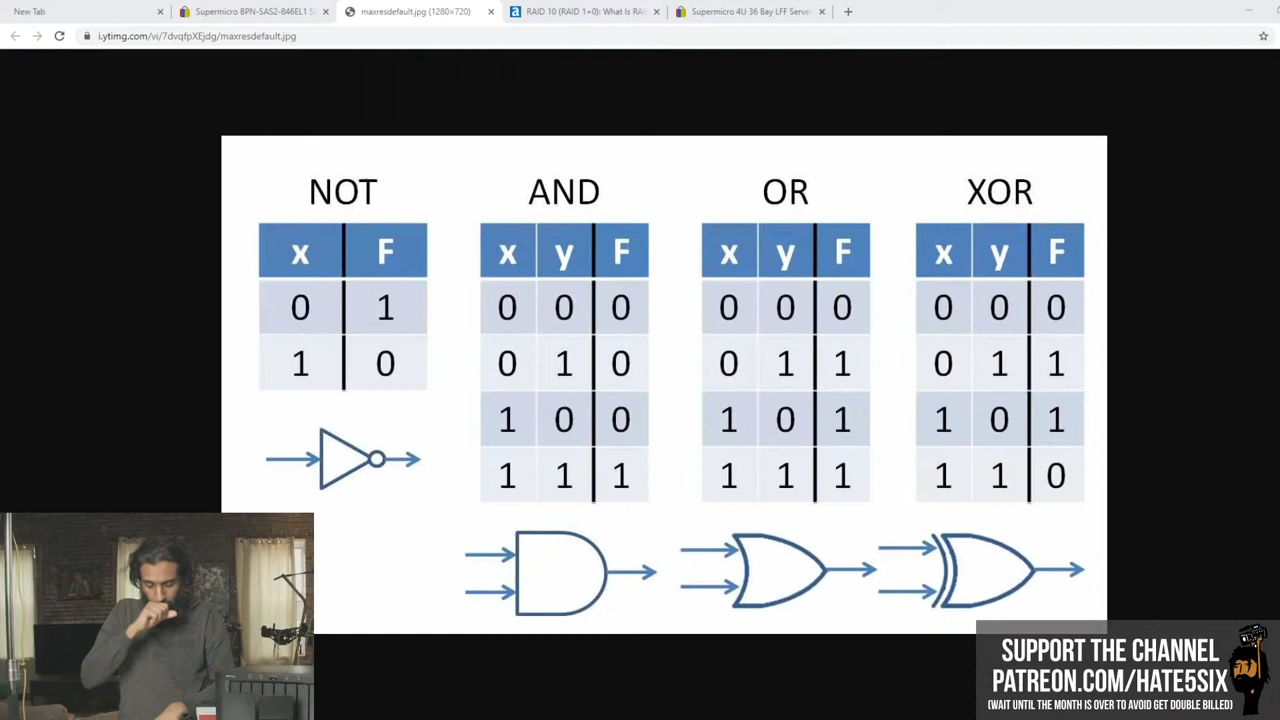 New Tab
Supermicro BPN-SAS2-846EL1 S
maxresdefault.jpg (1280×720)
RAID 10 (RAID 1+0): What Is RA
Supermicro 4U 36 Bay LFF Server
i.ytimg.com/vi/7dvqfpXEjdg/maxresdefault.jpg
NOT
x F
0 1
1 0
AND
x y F
0 0 0
0 1 0
1 0 0
1 1 1
OR
x y F
0 0 0
0 1 1
1 0 1
1 1 1
XOR
x y F
0 0 0
0 1 1
1 0 1
1 1 0
SUPPORT THE CHANNEL
PATREON.COM/HATE5SIX
(WAIT UNTIL THE MONTH IS OVER TO AVOID GET DOUBLE BILLED)